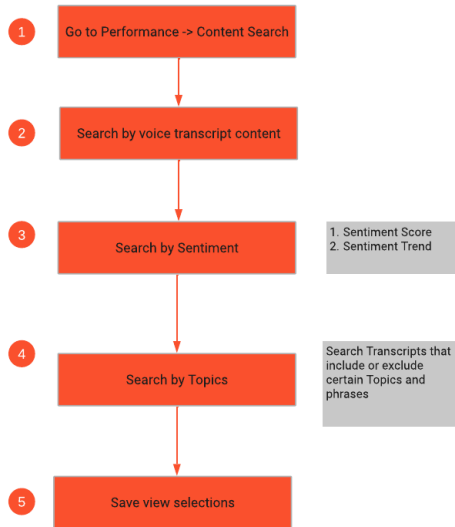 1
Go to Performance -> Content Search
2
Search by voice transcript content
3
Search by Sentiment
1. Sentiment Score
2. Sentiment Trend
4
Search by Topics
Search Transcripts that
include or exclude
certain Topics and
phrases
5
Save view selections